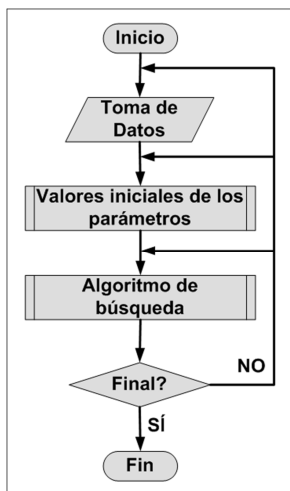 Inicio
Toma de
Datos
Valores iniciales de los
parámetros
Algoritmo de
búsqueda
Final?
NO
SÍ
Fin